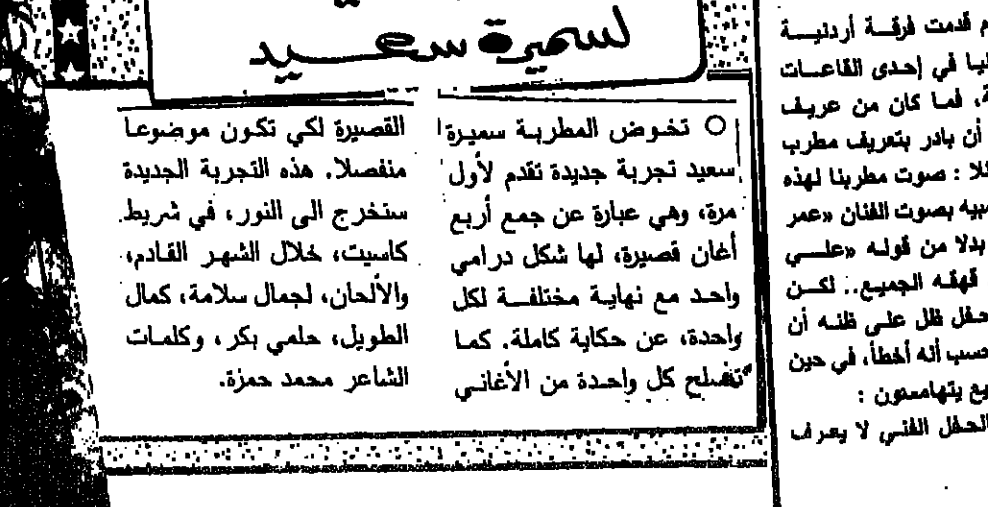 لسميرة سعيد
○ تخوض المطربة سميرة
سعيد تجربة جديدة تقدم لأول
مرة، وهي عبارة عن جمع أربع
أغان قصيرة، لها شكل درامي
واحد مع نهاية مختلفة لكل
واحدة، عن حكاية كاملة. كما
تصلح كل واحدة من الأغاني
القصيرة لكي تكون موضوعا
منفصلا. هذه التجربة الجديدة
ستخرج الى النور، في شريط
كاسيت، خلال الشهر القادم،
والألحان، لجمال سلامة، كمال
الطويل، حلمي بكر، وكلمات
الشاعر محمد حمزة.
قدمت فرقة أردنية
في إحدى القاعات
فما كان من عريف
أن بادر بتعريف مطرب
: صوت مطربنا لهذه
بصوت الفنان «عمر
بدلا من قوله «علي
قهقه الجميع.. لكن
ظل على ظنه أن
أنه أخطأ، في حين
يتهامسون :
الحفل الفني لا يعرف